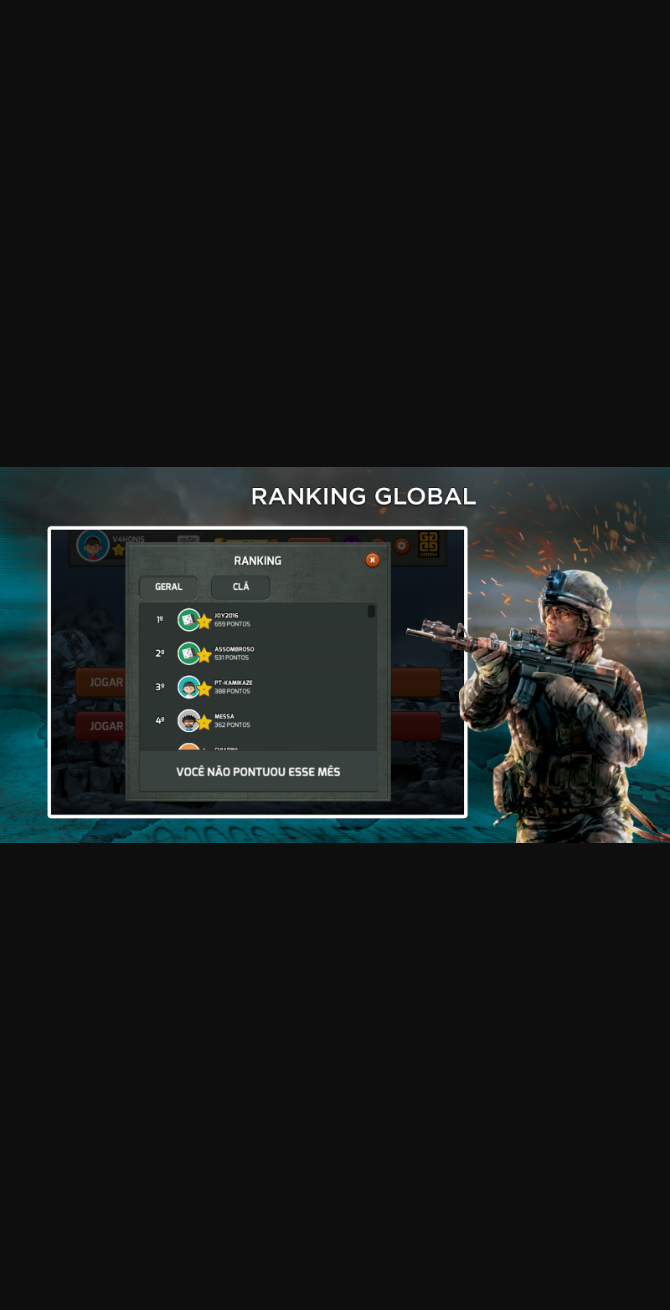 RANKING GLOBAL
V4HONIS
RANKING
GERAL
CLÃ
1º
JOY2016
659 PONTOS
2º
ASSOMBROSO
531 PONTOS
3º
PT-KAMIKAZE
388 PONTOS
4º
MESSA
362 PONTOS
JOGAR
JOGAR
VOCÊ NÃO PONTUOU ESSE MÊS